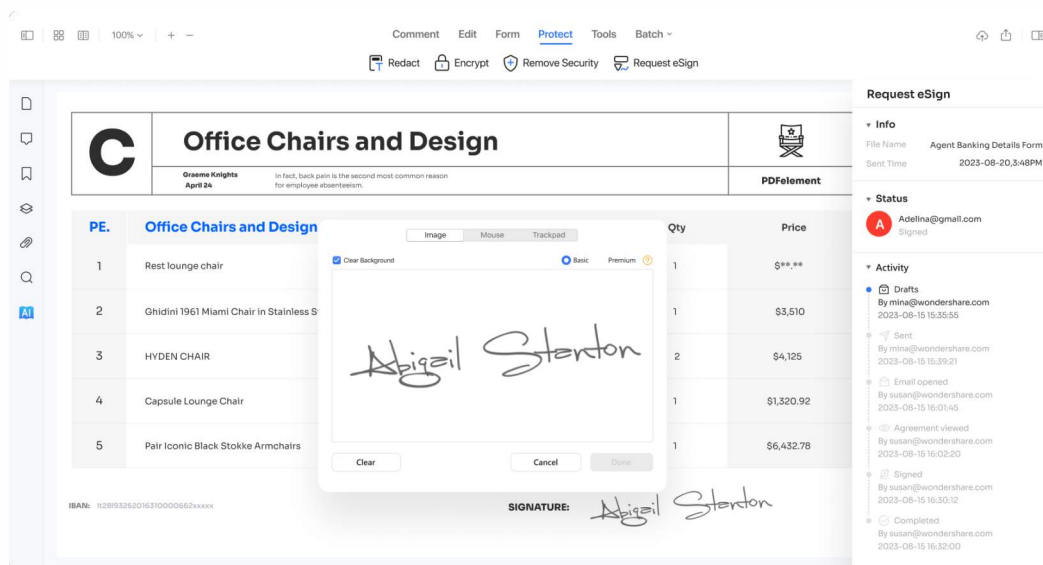 100%
Comment Edit Form Protect Tools Batch
Redact Encrypt Remove Security Request eSign
C
Office Chairs and Design
Graeme Knights
April 24
In fact, back pain is the second most common reason
for employee absenteeism.
PDFelement
PE. Office Chairs and Design Qty Price
1 Rest lounge chair 1 $**.**
2 Ghidini 1961 Miami Chair in Stainless S 1 $3,510
3 HYDEN CHAIR 2 $4,125
4 Capsule Lounge Chair 1 $1,320.92
5 Pair Iconic Black Stokke Armchairs 1 $6,432.78
Image Mouse Trackpad
Clear Background Basic Premium ?
Abigail Stanton
Clear Cancel Done
IBAN:
SIGNATURE: Abigail Stanton
AI
Request eSign
Info
File Name Agent Banking Details Form
Sent Time 2023-08-20,3:48PM
Status
A
Adelina@gmail.com
Signed
Activity
Drafts
By mina@wondershare.com
2023-08-15 15:35:55
Sent
By mina@wondershare.com
2023-08-15 15:39:21
Email opened
By susan@wondershare.com
2023-08-15 16:01:45
Agreement viewed
By susan@wondershare.com
2023-08-15 16:02:20
Signed
By susan@wondershare.com
2023-08-15 16:30:12
Completed
By susan@wondershare.com
2023-08-15 16:32:00